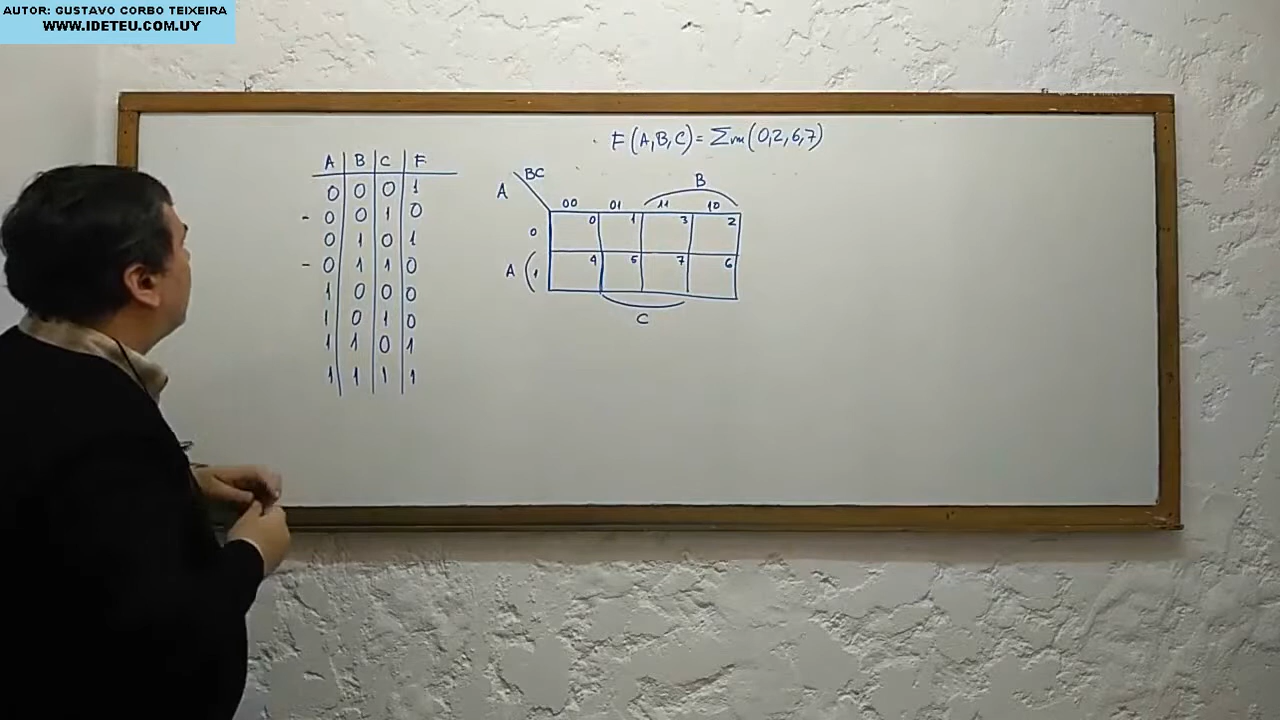 AUTOR: GUSTAVO CORBO TEIXEIRA
WWW.IDETEU.COM.UY
F(A,B,C)=Σm(0,2,6,7)
A B C F
0 0 0 1
- 0 0 1 0
0 1 0 1
- 0 1 1 0
1 0 0 0
1 0 1 0
1 1 0 1
1 1 1 1
BC
A
B
00 01 11 10
0 0 1 3 2
A ( 1 4 5 7 6
C